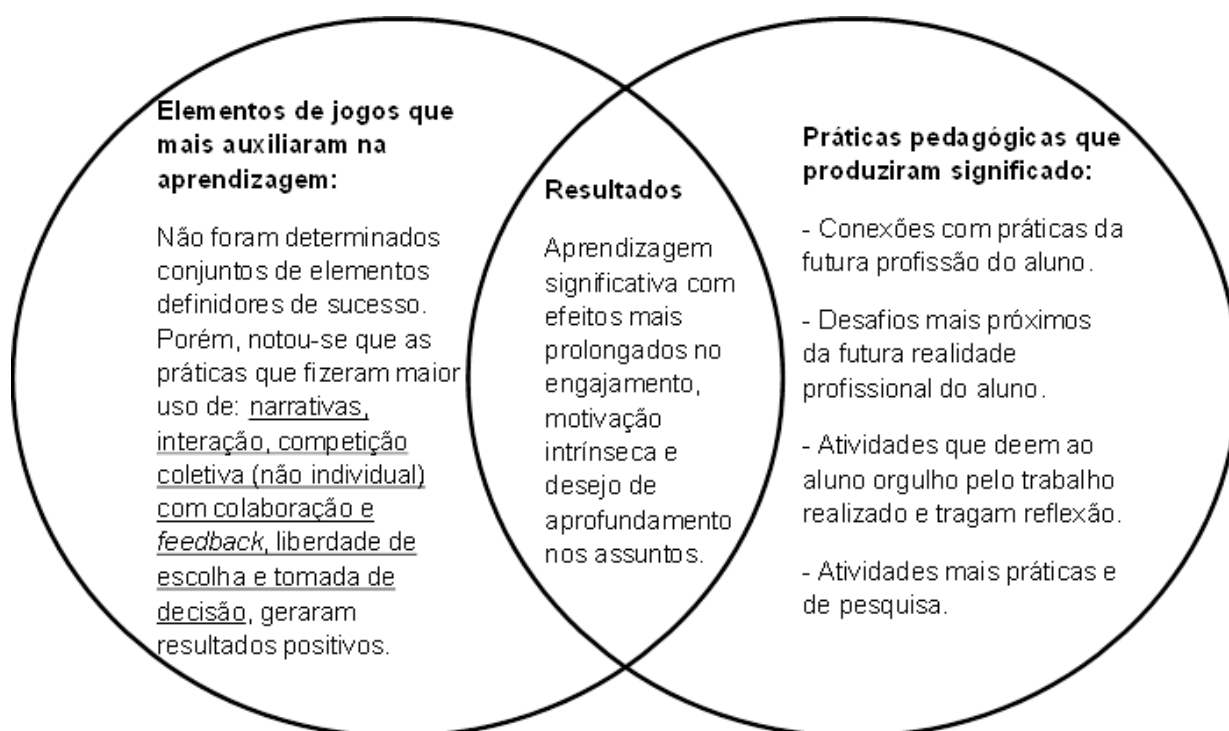 Elementos de jogos que
mais auxiliaram na
aprendizagem:
Não foram determinados
conjuntos de elementos
definidores de sucesso.
Porém, notou-se que as
práticas que fizeram maior
uso de: narrativas,
interação, competição
coletiva (não individual)
com colaboração e
feedback, liberdade de
escolha e tomada de
decisão, geraram
resultados positivos.
Resultados
Aprendizagem
significativa com
efeitos mais
prolongados no
engajamento,
motivação
intrínseca e
desejo de
aprofundamento
nos assuntos.
Práticas pedagógicas que
produziram significado:
- Conexões com práticas da
futura profissão do aluno.
- Desafios mais próximos
da futura realidade
profissional do aluno.
- Atividades que deem ao
aluno orgulho pelo trabalho
realizado e tragam reflexão.
- Atividades mais práticas e
de pesquisa.